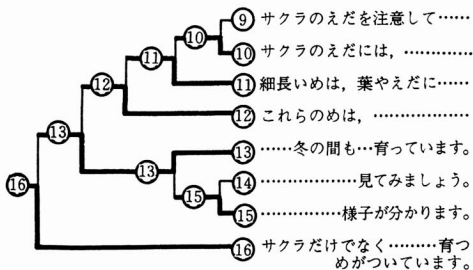 ⑨ サクラのえだを注意して……
⑩ ⑩ サクラのえだには,……………
⑪ ⑪ 細長いめは,葉やえだに……
⑫ ⑫ これらのめは,………………
⑬ ⑬ ⑬ ……冬の間も…育っています。
⑭ ………………見てみましょう。
⑮ ⑮ ……………様子が分かります。
⑯ ⑯ サクラだけでなく………育つ
めがついています。